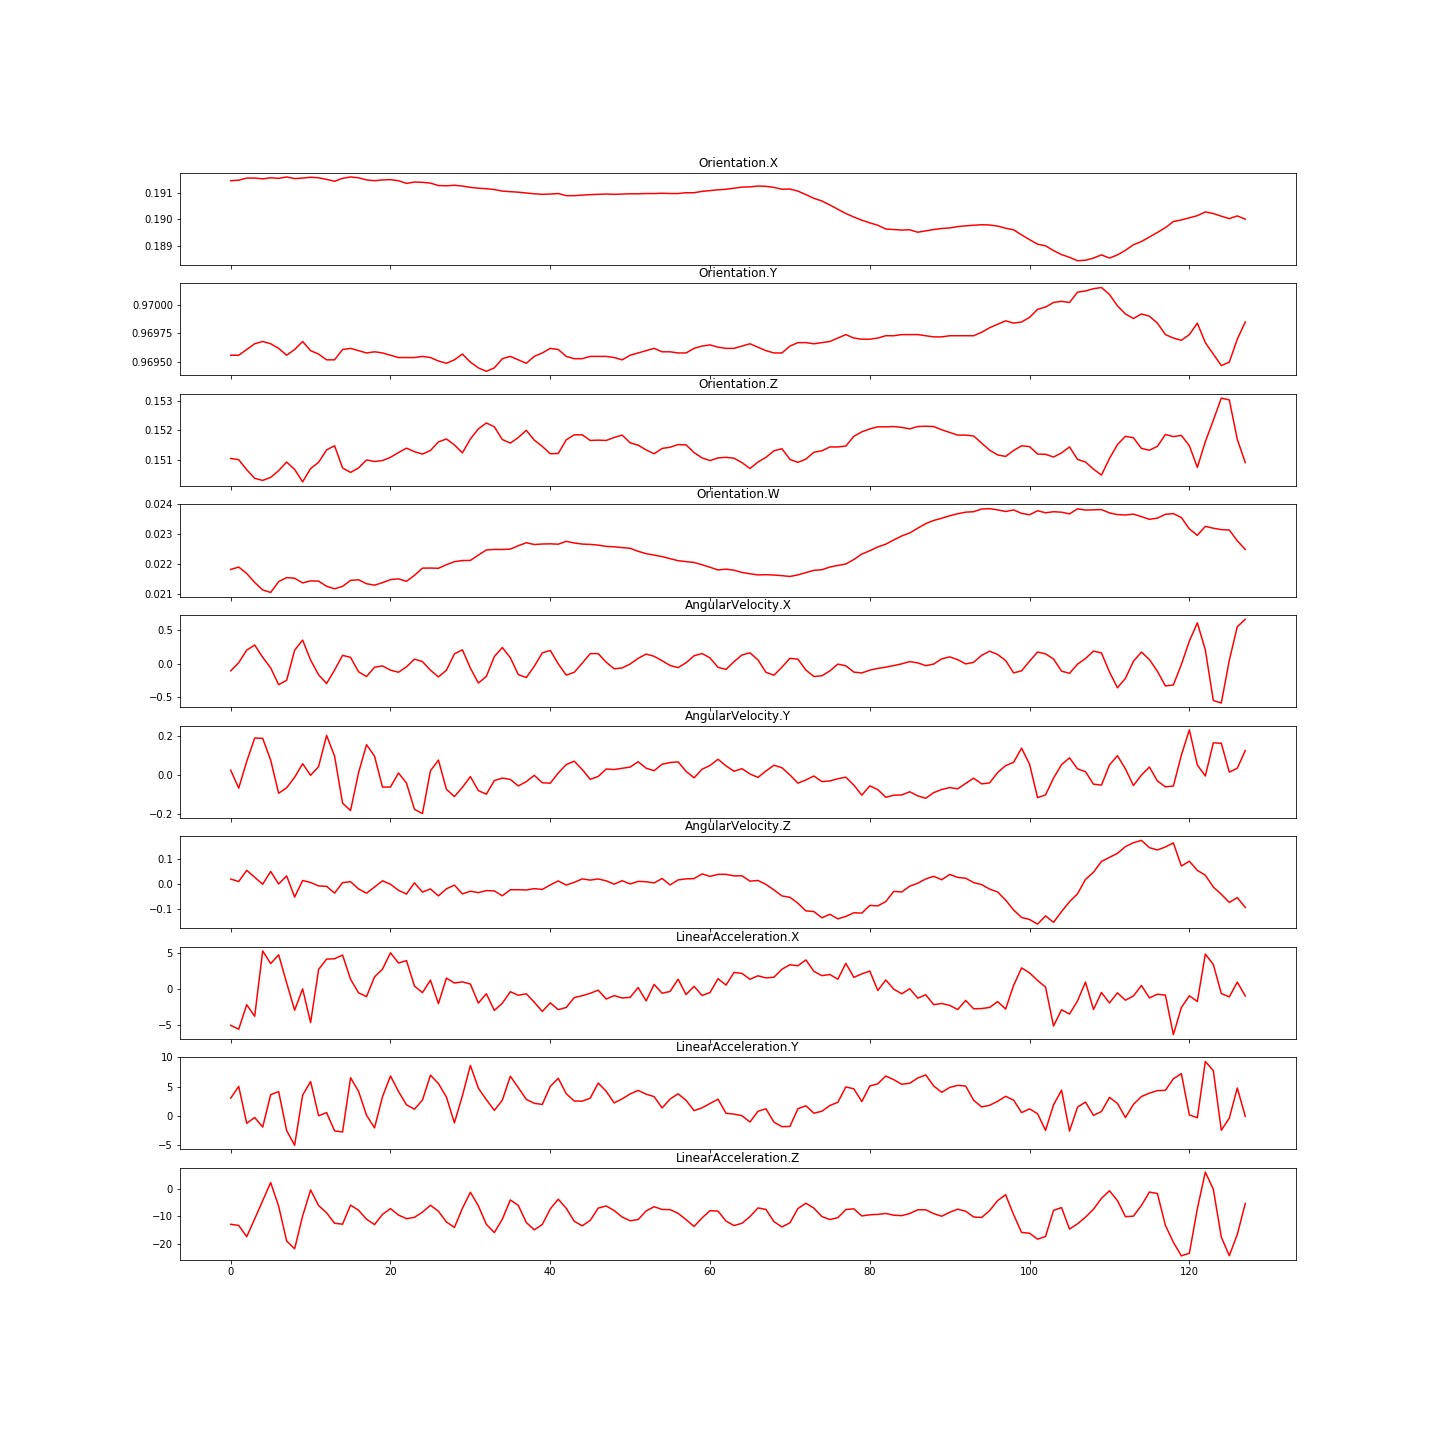 Orientation.X
0.191
0.190
0.189
Orientation.Y
0.97000
0.96975
0.96950
Orientation.Z
0.153
0.152
0.151
Orientation.W
0.024
0.023
0.022
0.021
AngularVelocity.X
0.5
0.0
−0.5
AngularVelocity.Y
0.2
0.0
−0.2
AngularVelocity.Z
0.1
0.0
−0.1
LinearAcceleration.X
5
0
−5
LinearAcceleration.Y
10
5
0
−5
LinearAcceleration.Z
0
−10
−20
0 20 40 60 80 100 120